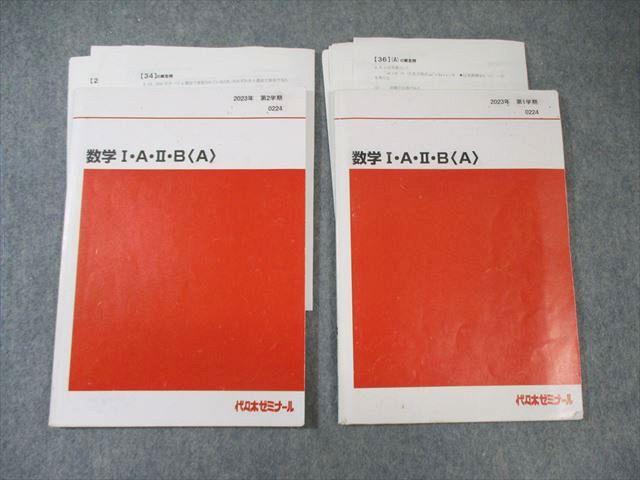 【2
【34】の解答例
2023年 第2学期
0224
数学 I・A・II・B〈A〉
代々木ゼミナール
【36】(A) の解答例
2023年 第1学期
0224
数学 I・A・II・B〈A〉
代々木ゼミナール